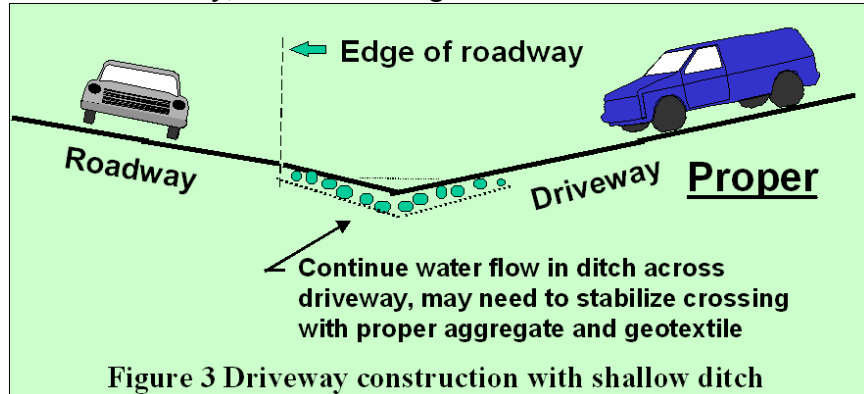 Edge of roadway
Roadway
Driveway
Proper
Continue water flow in ditch across
driveway, may need to stabilize crossing
with proper aggregate and geotextile
Figure 3 Driveway construction with shallow ditch